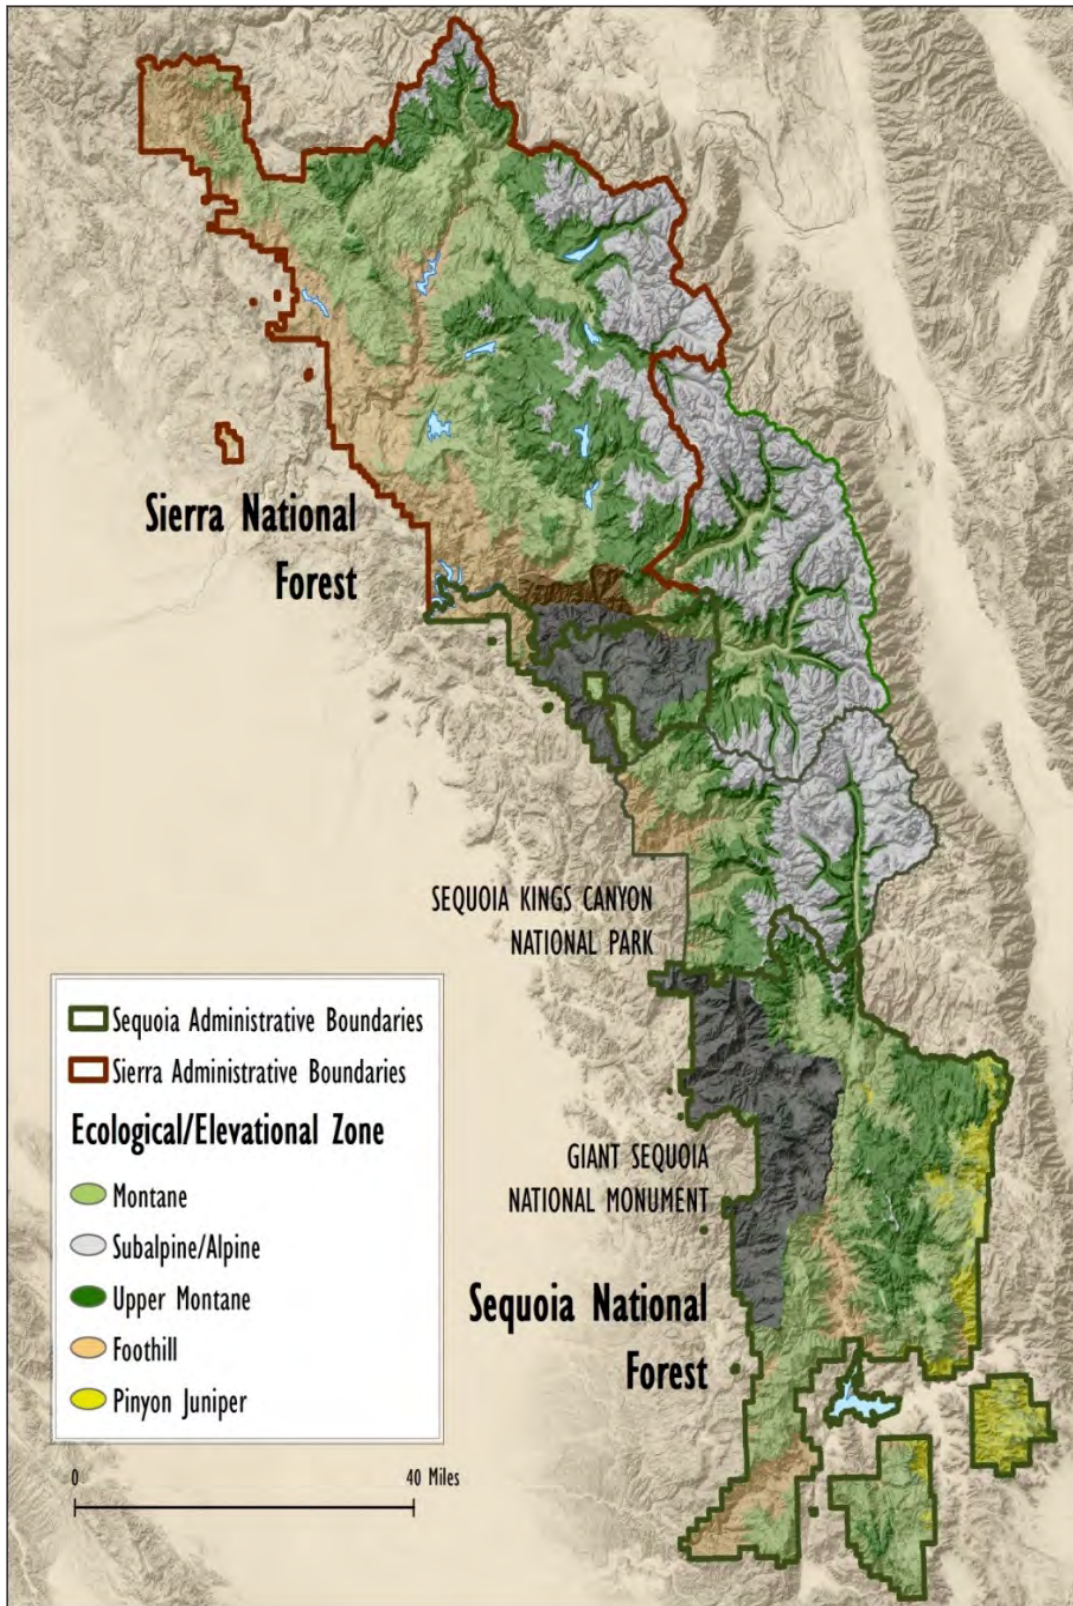 Sierra National
Forest
SEQUOIA KINGS CANYON
NATIONAL PARK
GIANT SEQUOIA
NATIONAL MONUMENT
Sequoia National
Forest
Sequoia Administrative Boundaries
Sierra Administrative Boundaries
Ecological/Elevational Zone
Montane
Subalpine/Alpine
Upper Montane
Foothill
Pinyon Juniper
0 40 Miles